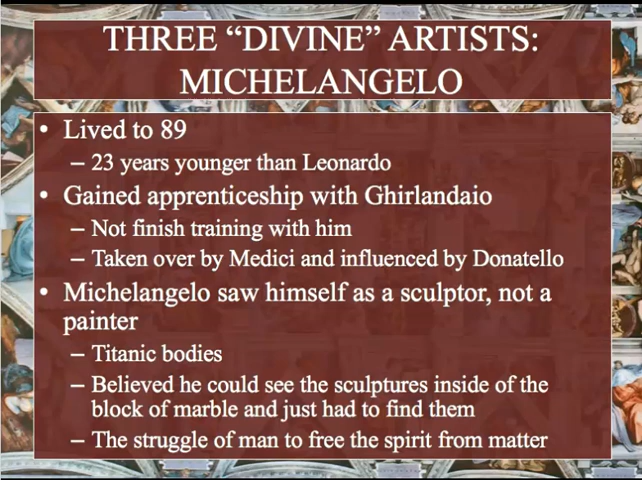 THREE “DIVINE” ARTISTS:
MICHELANGELO
• Lived to 89
– 23 years younger than Leonardo
• Gained apprenticeship with Ghirlandaio
– Not finish training with him
– Taken over by Medici and influenced by Donatello
• Michelangelo saw himself as a sculptor, not a
painter
– Titanic bodies
– Believed he could see the sculptures inside of the
block of marble and just had to find them
– The struggle of man to free the spirit from matter